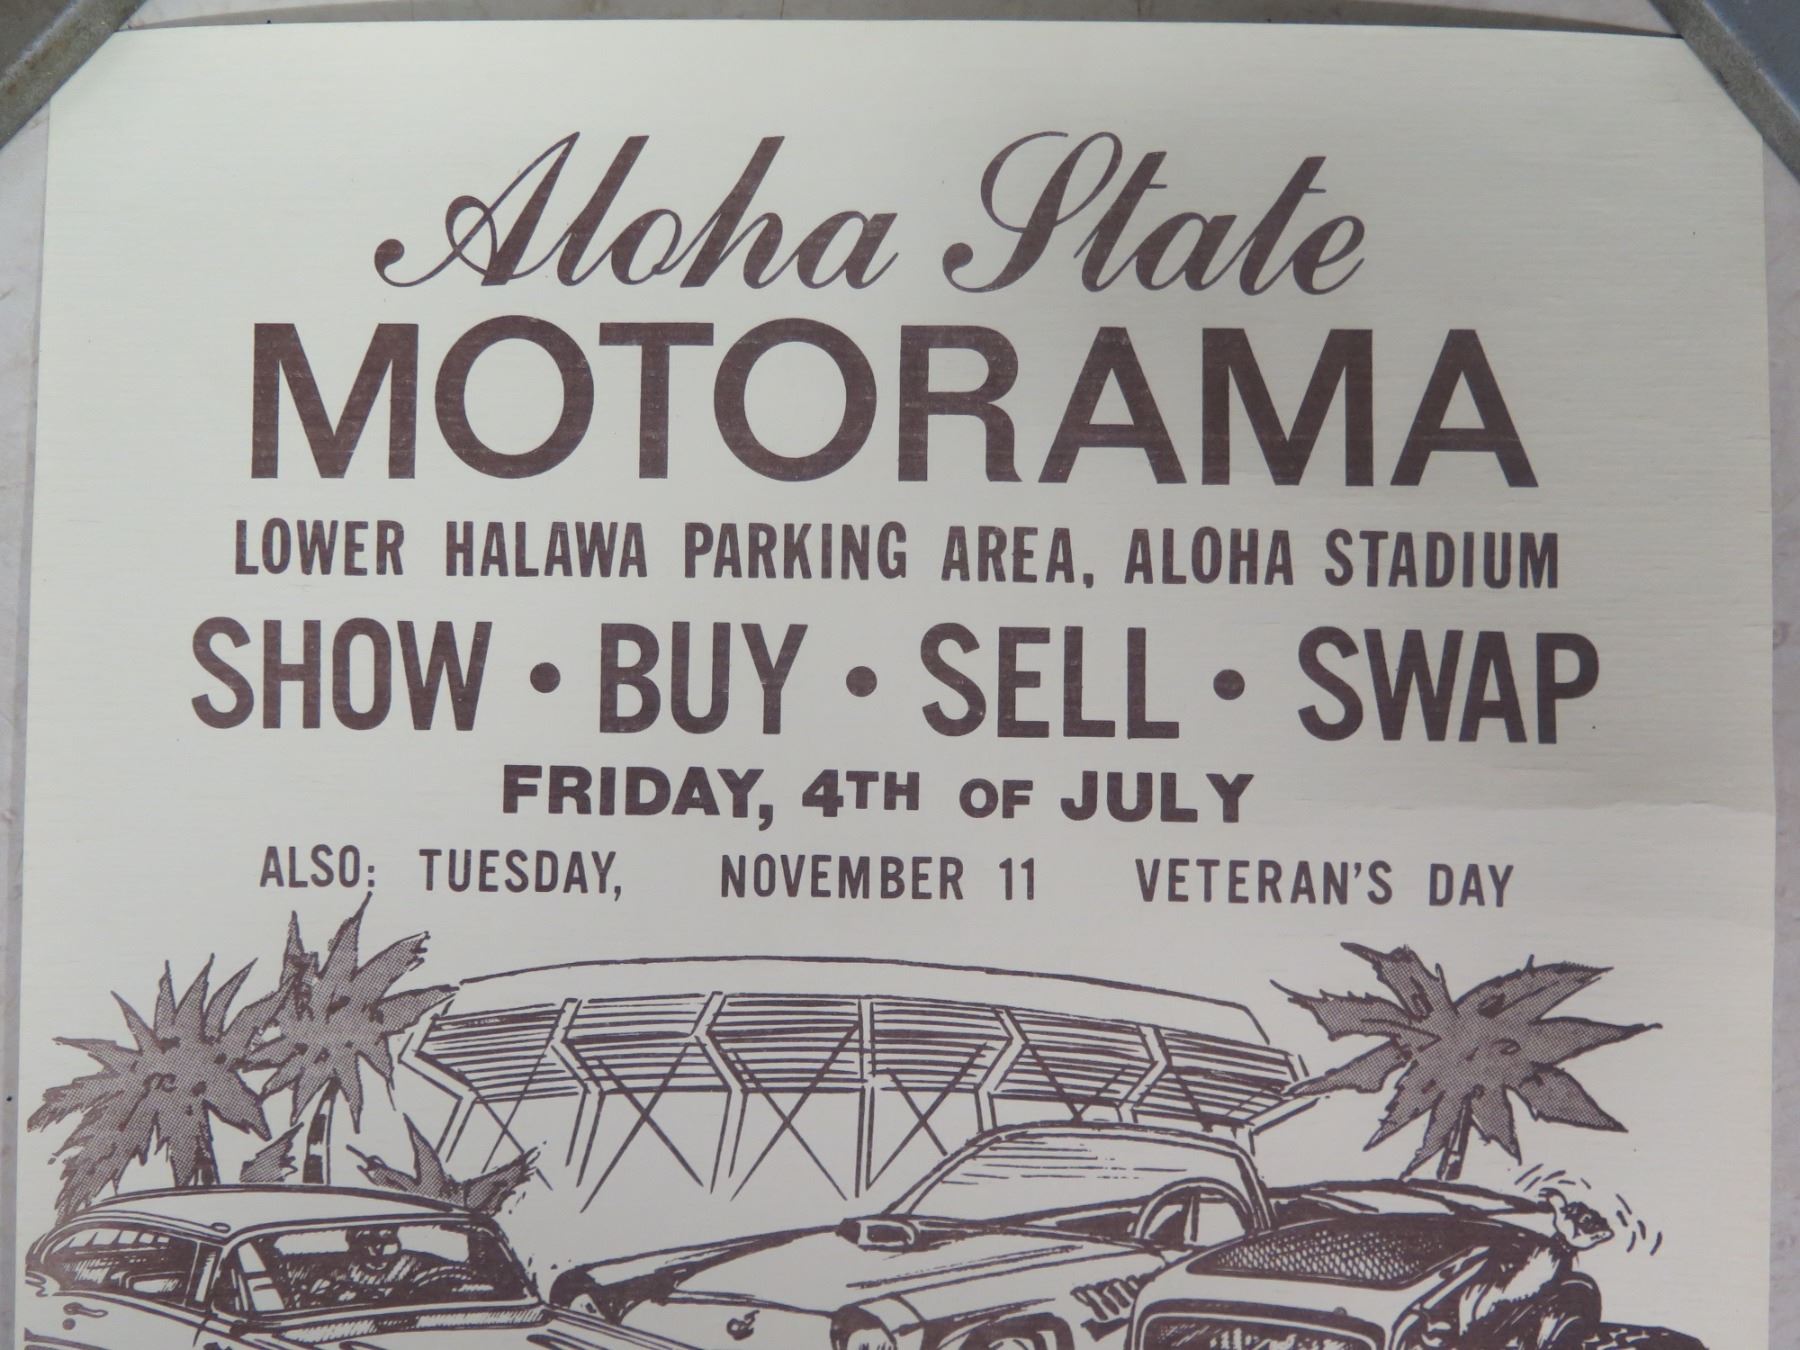 Aloha State
MOTORAMA
LOWER HALAWA PARKING AREA, ALOHA STADIUM
SHOW • BUY • SELL • SWAP
FRIDAY, 4TH OF JULY
ALSO: TUESDAY, NOVEMBER 11 VETERAN'S DAY